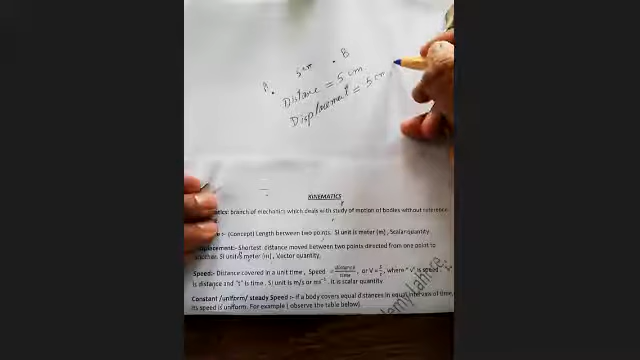 A . 5 cm . B
Distance = 5 cm
Displacement = 5 cm
KINEMATICS
branch of mechanics which deals with study of motion of bodies without reference
:- (Concept) Length between two points. SI unit is meter (m) , Scalar quantity.
Displacement:- Shortest distance moved between two points directed from one point to
another. SI unit is meter (m) , Vector quantity.
Speed:- Distance covered in a unit time, Speed = distance/time, or V = , where "V" is speed,
is distance and "t" is time. SI unit is m/s or ms⁻¹. It is scalar quantity.
Constant /uniform/ steady Speed :- if a body covers equal distances in equal intervals of time,
its speed is uniform. For example ( observe the table below).